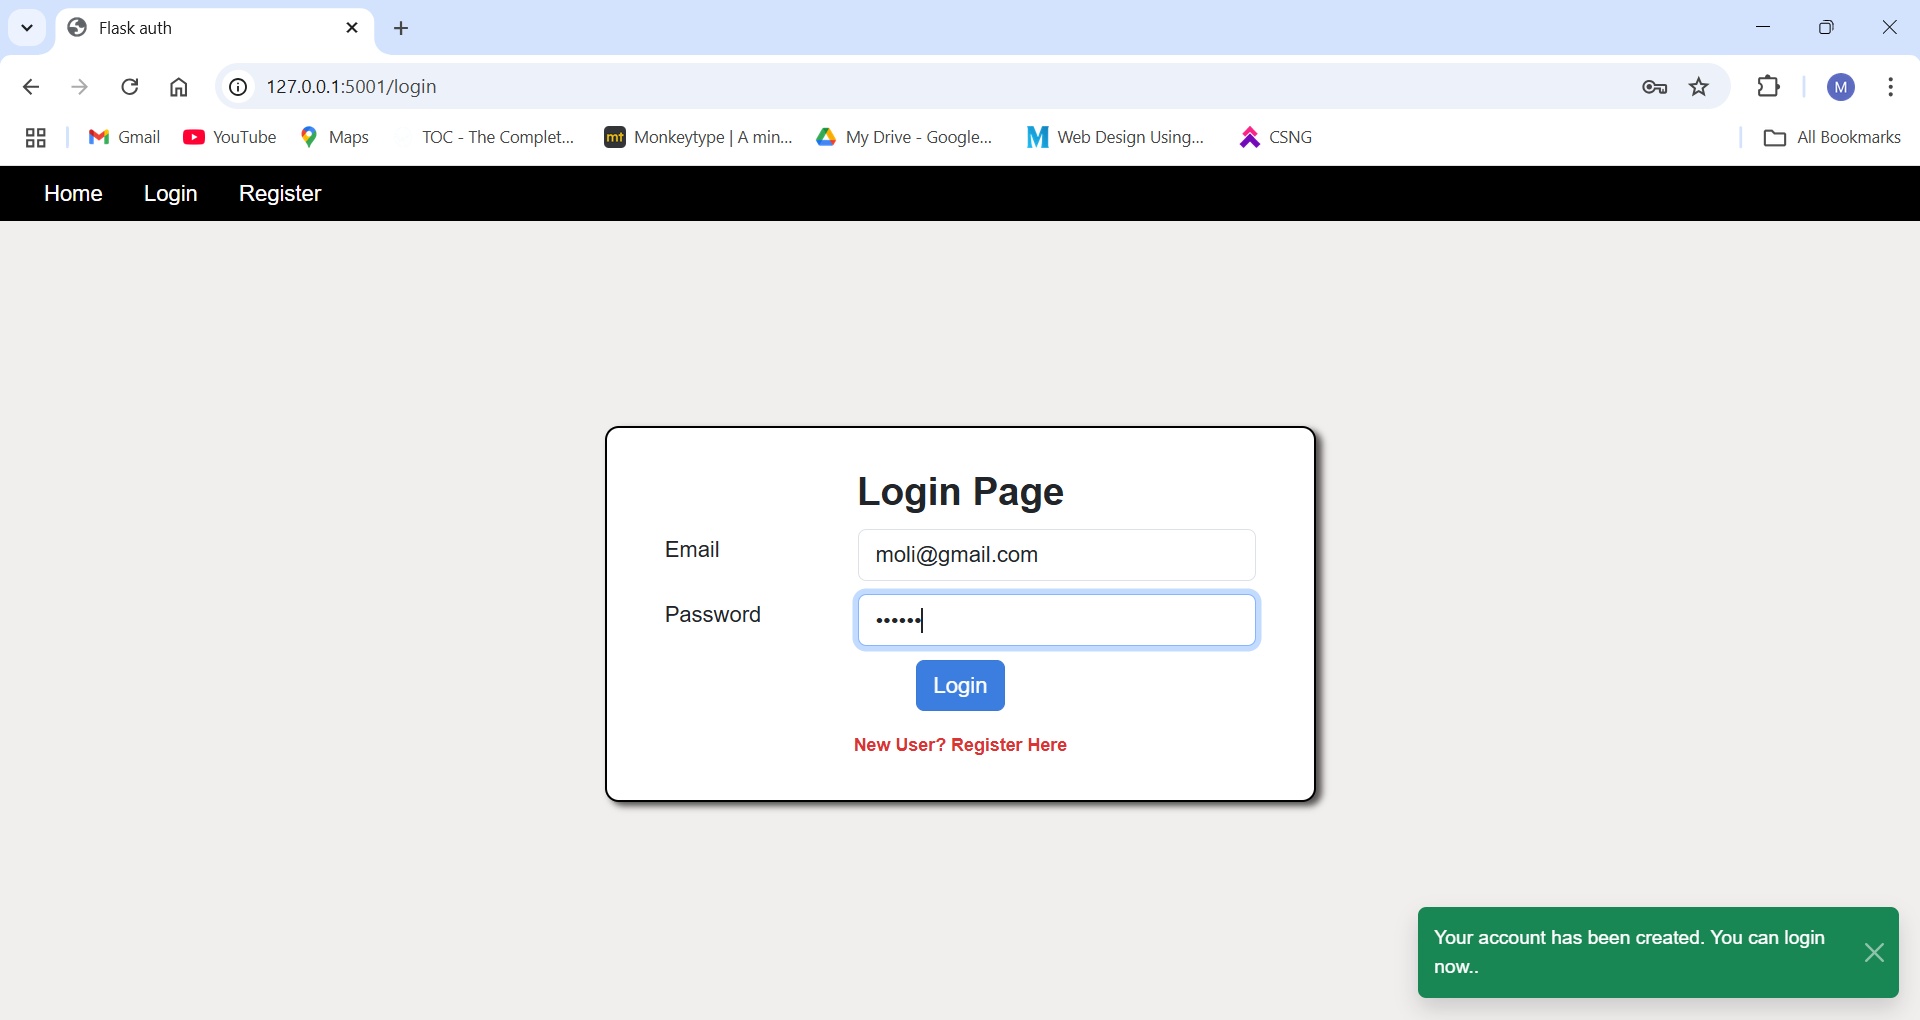 Flask auth
127.0.0.1:5001/login
M
Gmail YouTube Maps TOC - The Complet... mt Monkeytype | A min... My Drive - Google... Web Design Using... CSNG All Bookmarks
Home Login Register
Login Page
Email moli@gmail.com
Password ••••••
Login
New User? Register Here
Your account has been created. You can login
now..